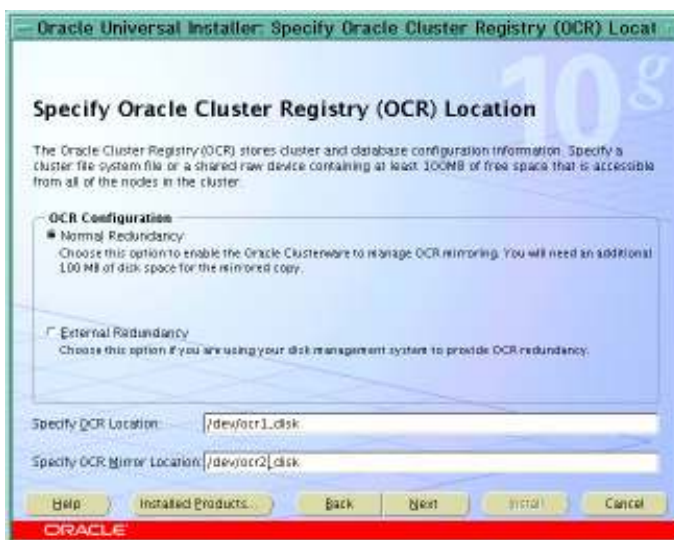 Oracle Universal Installer: Specify Oracle Cluster Registry (OCR) Locat
10g
Specify Oracle Cluster Registry (OCR) Location
The Oracle Cluster Registry (OCR) stores cluster and database configuration information. Specify a
cluster file system file or a shared raw device containing at least 100MB of free space that is accessible
from all of the nodes in the cluster.
OCR Configuration
Normal Redundancy
Choose this option to enable the Oracle Clusterware to manage OCR mirroring. You will need an additional
100 MB of disk space for the mirrored copy.
External Redundancy
Choose this option if you are using your disk management system to provide OCR redundancy.
Specify OCR Location: /dev/ocr1_disk
Specify OCR Mirror Location: /dev/ocr2_disk
Help Installed Products... Back Next Install Cancel
ORACLE